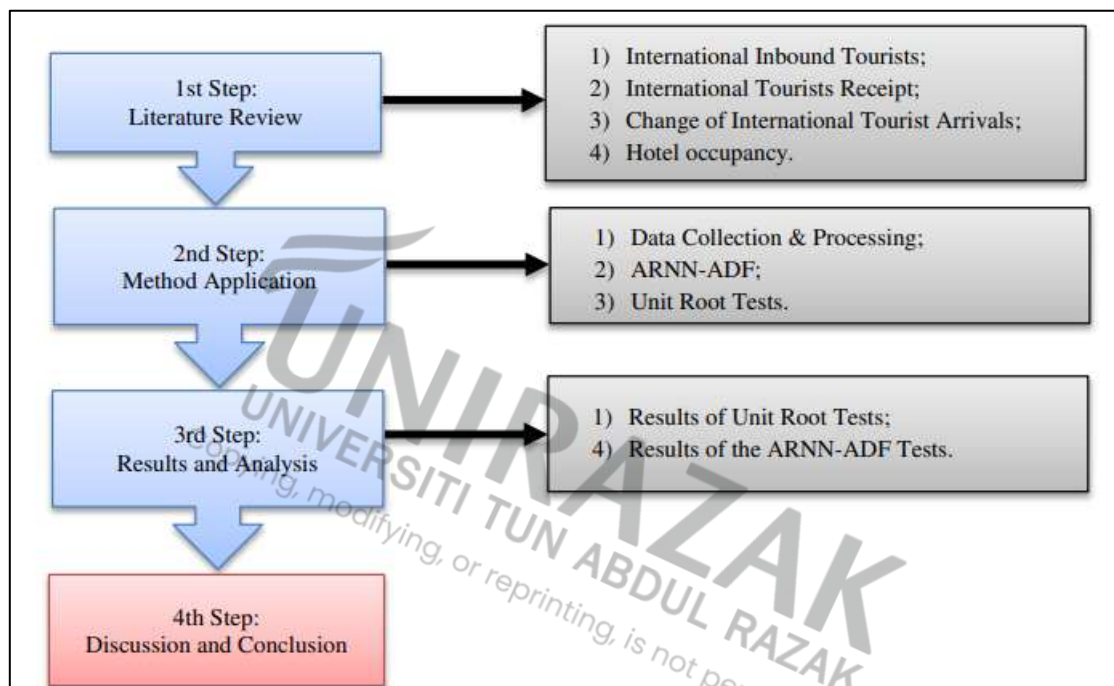 1st Step:
Literature Review
1) International Inbound Tourists;
2) International Tourists Receipt;
3) Change of International Tourist Arrivals;
4) Hotel occupancy.
2nd Step:
Method Application
1) Data Collection & Processing;
2) ARNN-ADF;
3) Unit Root Tests.
3rd Step:
Results and Analysis
1) Results of Unit Root Tests;
4) Results of the ARNN-ADF Tests.
4th Step:
Discussion and Conclusion
UNIRAZAK
UNIVERSITI TUN ABDUL RAZAK
Copying, modifying, or reprinting, is not